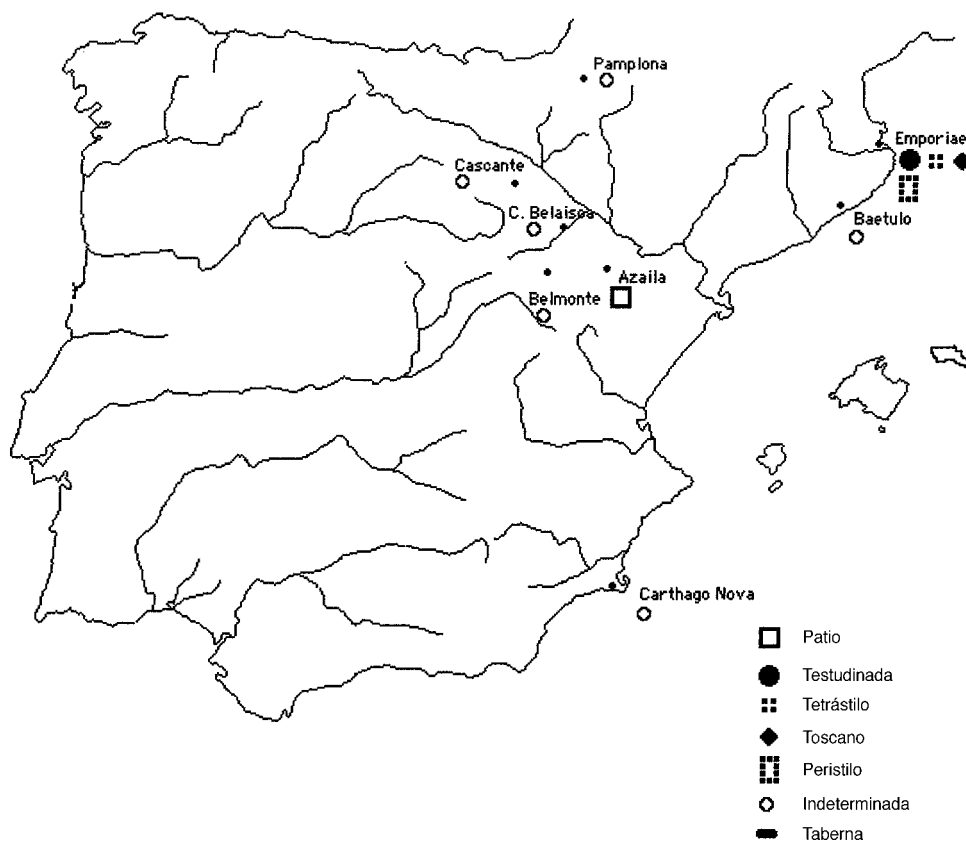 Pamplona
Emporiae
Cascante
C. Belaisca
Baetulo
Azaila
Belmonte
Carthago Nova
Patio
Testudinada
Tetrástilo
Toscano
Peristilo
Indeterminada
Taberna